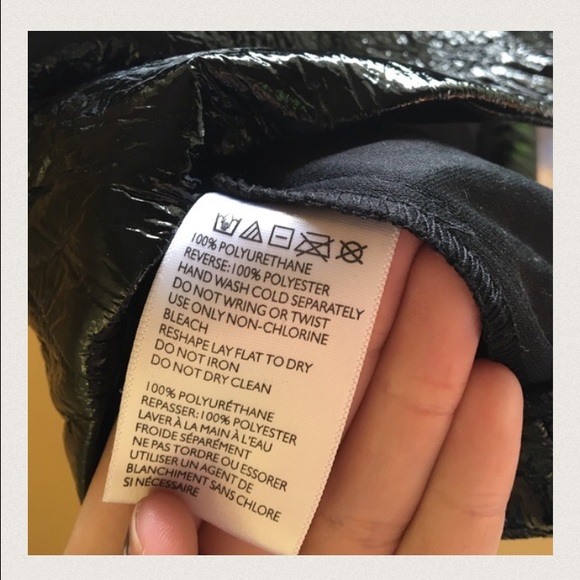 100% POLYURETHANE
REVERSE:100% POLYESTER
HAND WASH COLD SEPARATELY
DO NOT WRING OR TWIST
USE ONLY NON-CHLORINE
BLEACH
RESHAPE LAY FLAT TO DRY
DO NOT IRON
DO NOT DRY CLEAN
100% POLYURÉTHANE
REPASSER:100% POLYESTER
LAVER À LA MAIN À L'EAU
FROIDE SÉPARÉMENT
NE PAS TORDRE OU ESSORER
UTILISER UN AGENT DE
BLANCHIMENT SANS CHLORE
SI NÉCESSAIRE